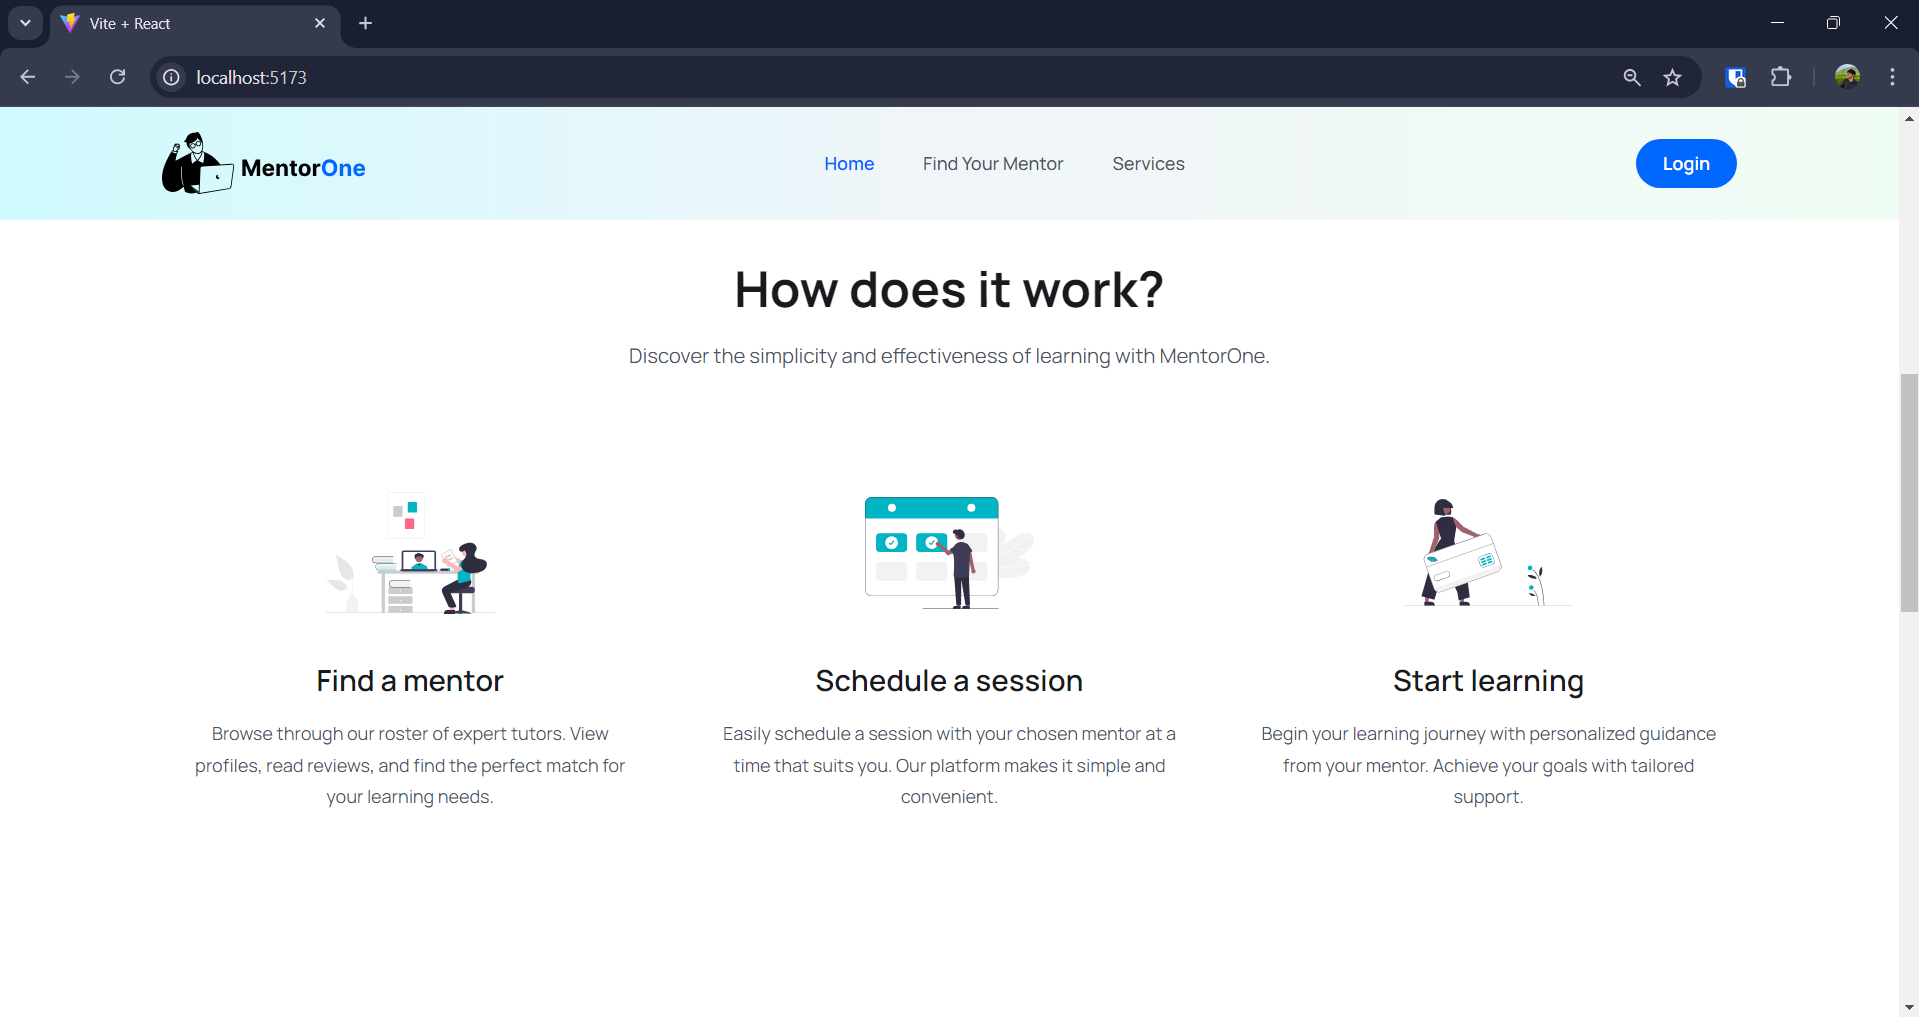 Vite + React
localhost:5173
MentorOne
Home
Find Your Mentor
Services
Login
How does it work?
Discover the simplicity and effectiveness of learning with MentorOne.
Find a mentor
Browse through our roster of expert tutors. View
profiles, read reviews, and find the perfect match for
your learning needs.
Schedule a session
Easily schedule a session with your chosen mentor at a
time that suits you. Our platform makes it simple and
convenient.
Start learning
Begin your learning journey with personalized guidance
from your mentor. Achieve your goals with tailored
support.